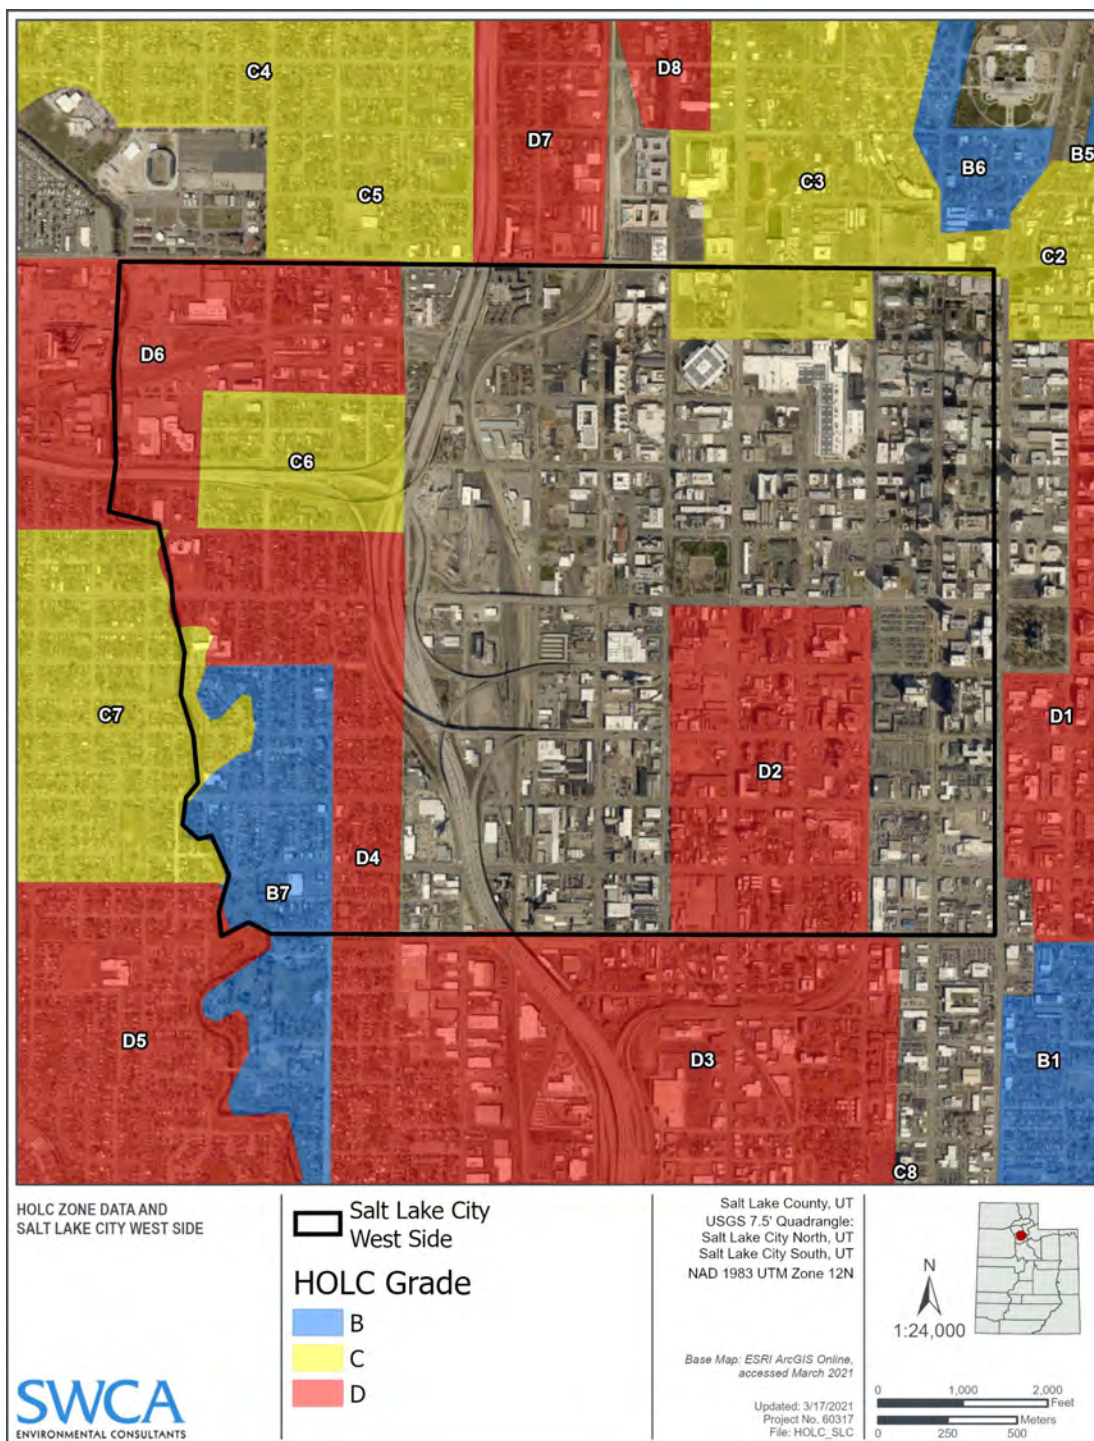 C4
D8
D7
B6
B5
C3
C5
C2
D6
C6
C7
D1
D2
D4
B7
D5
D3
B1
C8
HOLC ZONE DATA AND
SALT LAKE CITY WEST SIDE
SWCA
ENVIRONMENTAL CONSULTANTS
Salt Lake City
West Side
HOLC Grade
B
C
D
Salt Lake County, UT
USGS 7.5' Quadrangle:
Salt Lake City North, UT
Salt Lake City South, UT
NAD 1983 UTM Zone 12N
Base Map: ESRI ArcGIS Online,
accessed March 2021
Updated: 3/17/2021
Project No. 60317
File: HOLC_SLC
N
1:24,000
0 1,000 2,000
Feet
Meters
0 250 500